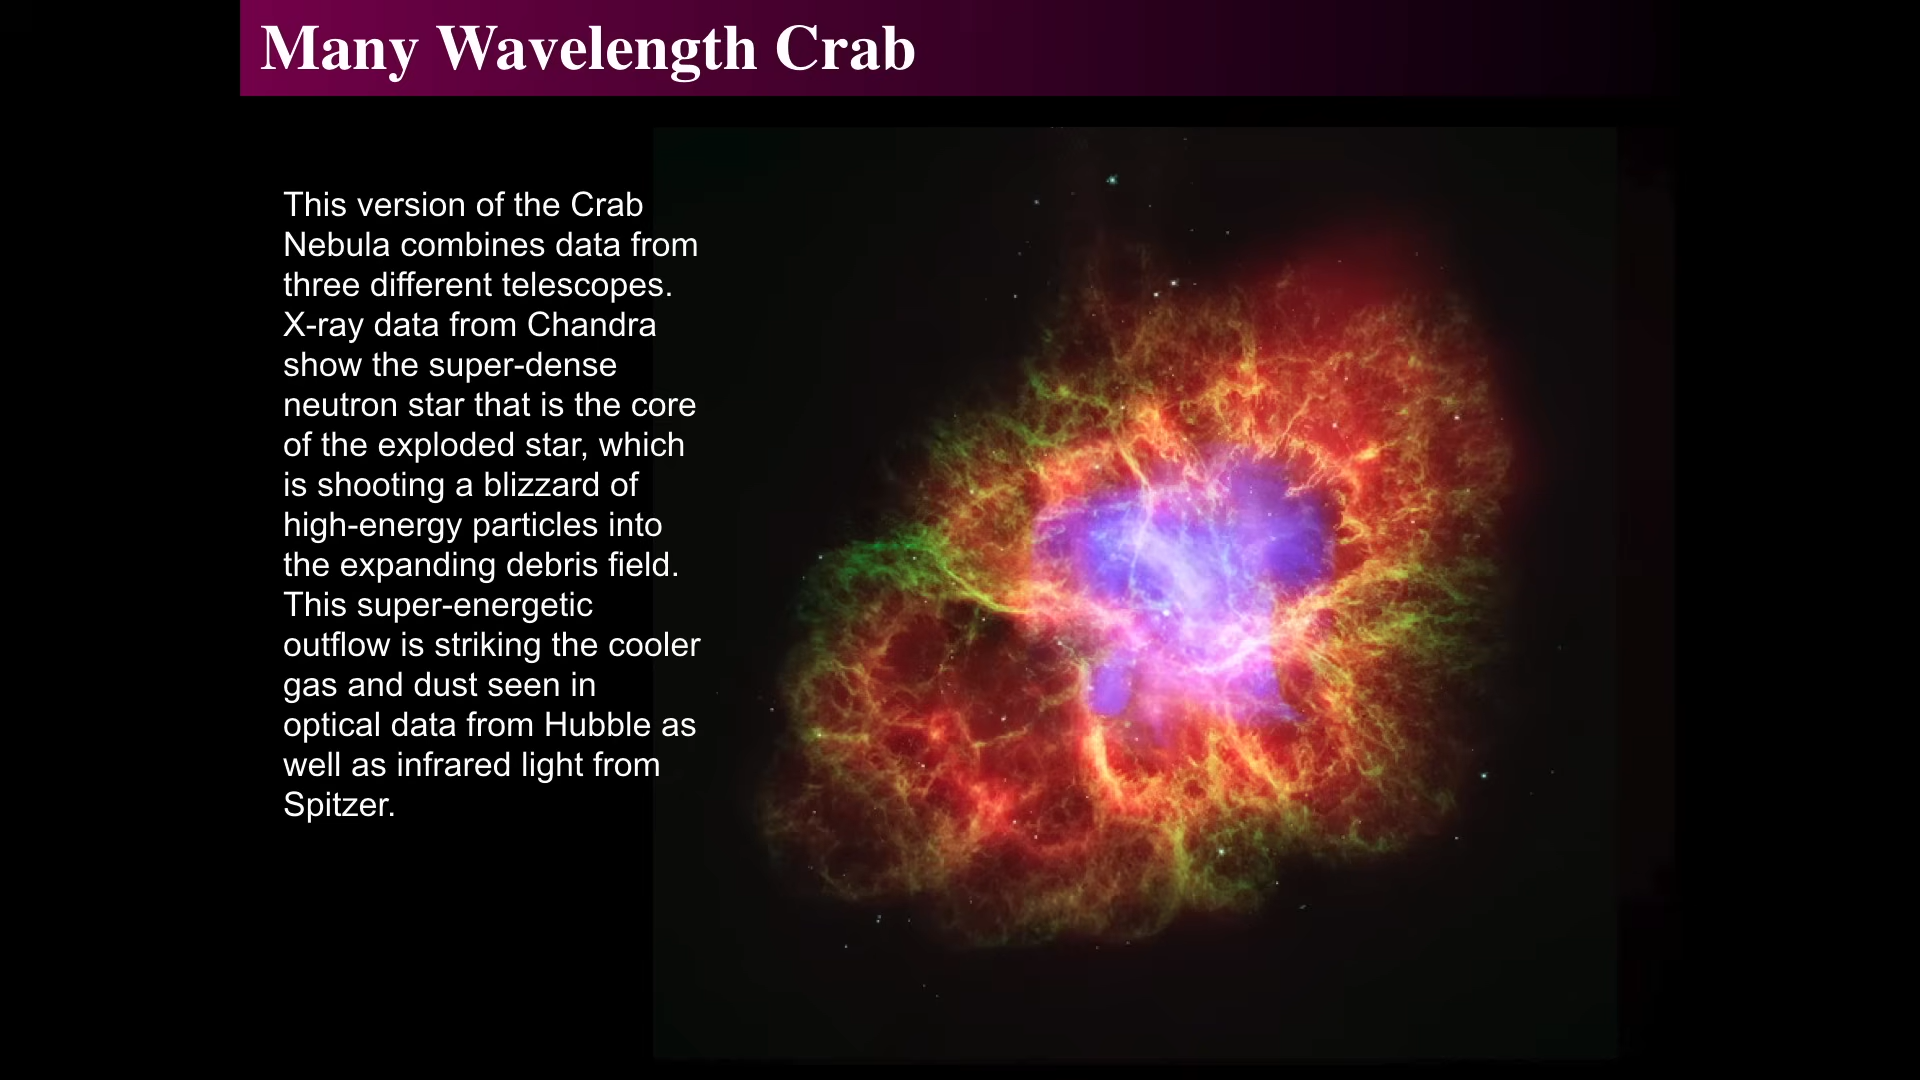 Many Wavelength Crab
This version of the Crab
Nebula combines data from
three different telescopes.
X-ray data from Chandra
show the super-dense
neutron star that is the core
of the exploded star, which
is shooting a blizzard of
high-energy particles into
the expanding debris field.
This super-energetic
outflow is striking the cooler
gas and dust seen in
optical data from Hubble as
well as infrared light from
Spitzer.